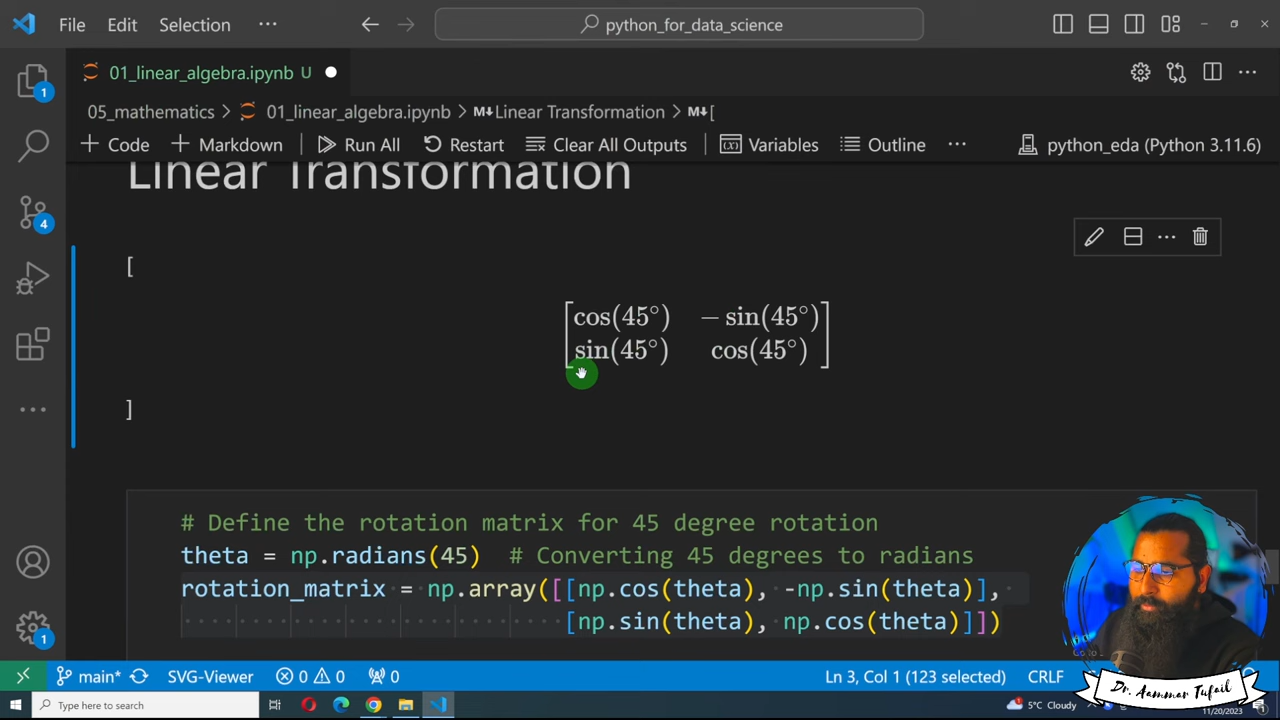 File Edit Selection ··· python_for_data_science
01_linear_algebra.ipynb U
05_mathematics > 01_linear_algebra.ipynb > M↓Linear Transformation > M↓[
+ Code + Markdown Run All Restart Clear All Outputs Variables Outline ··· python_eda (Python 3.11.6)
Linear Transformation
[
cos(45°) − sin(45°)
sin(45°) cos(45°)
]
# Define the rotation matrix for 45 degree rotation
theta = np.radians(45) # Converting 45 degrees to radians
rotation_matrix = np.array([[np.cos(theta), -np.sin(theta)],
[np.sin(theta), np.cos(theta)]])
1
4
1
main* SVG-Viewer 0 0 0 Ln 3, Col 1 (123 selected) CRLF
Type here to search 5°C Cloudy 11/20/2023
Dr. Aammar Tufail